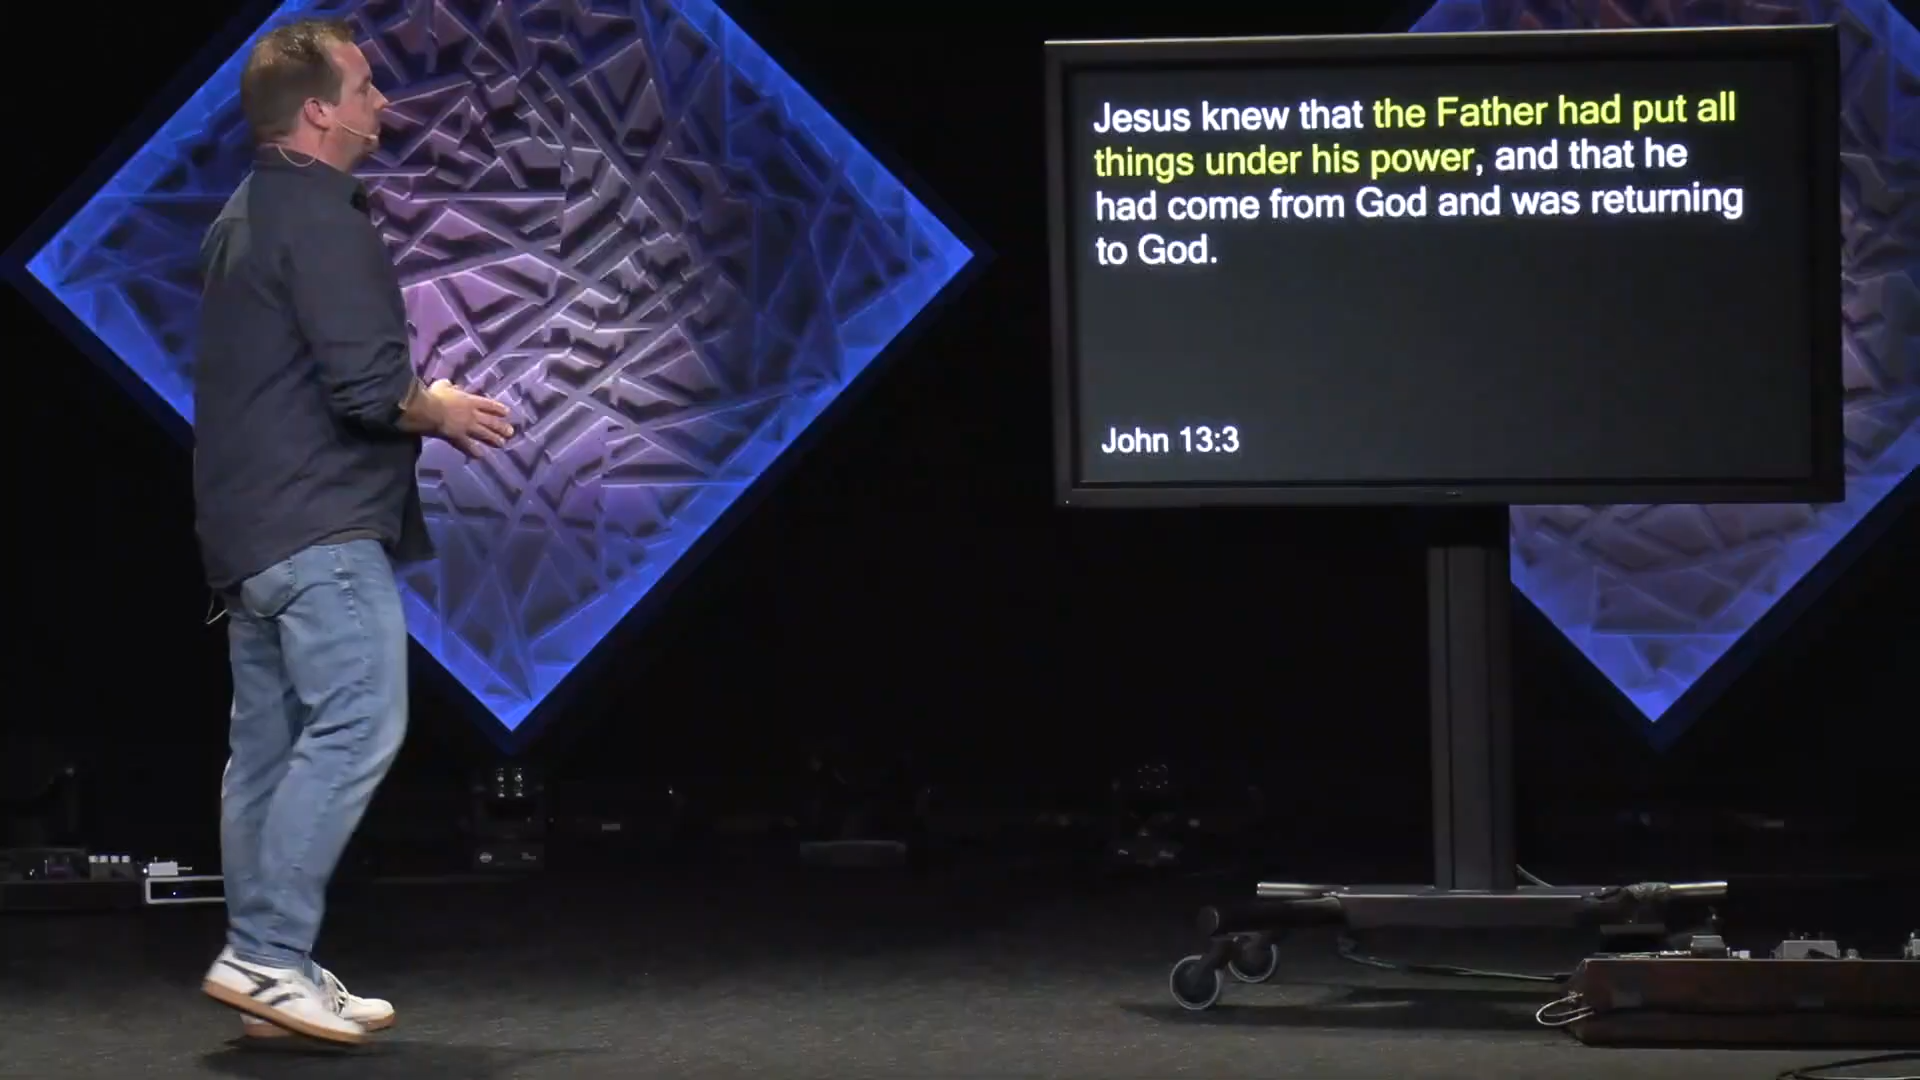 Jesus knew that the Father had put all
things under his power, and that he
had come from God and was returning
to God.
John 13:3